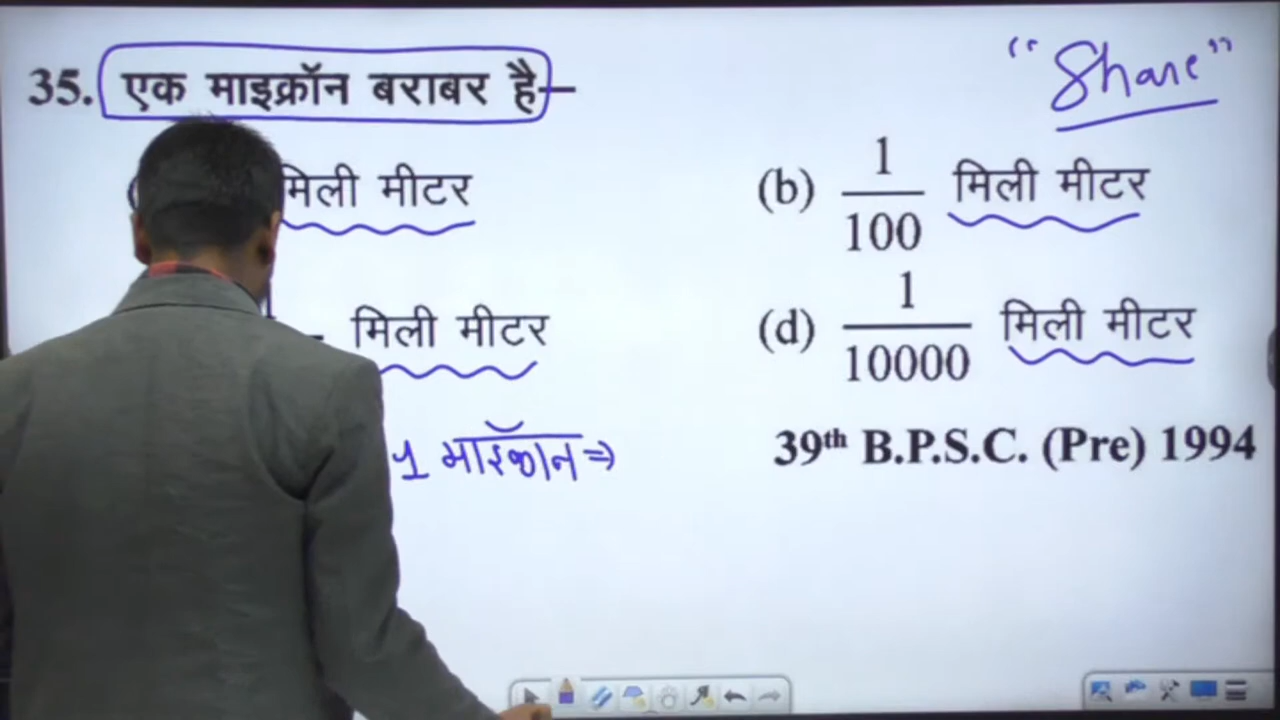 35. एक माइक्रॉन बराबर है–
"Share"
मिली मीटर
(b) 1/100 मिली मीटर
मिली मीटर
(d) 1/10000 मिली मीटर
1 माइक्रॉन ⇒
39th B.P.S.C. (Pre) 1994